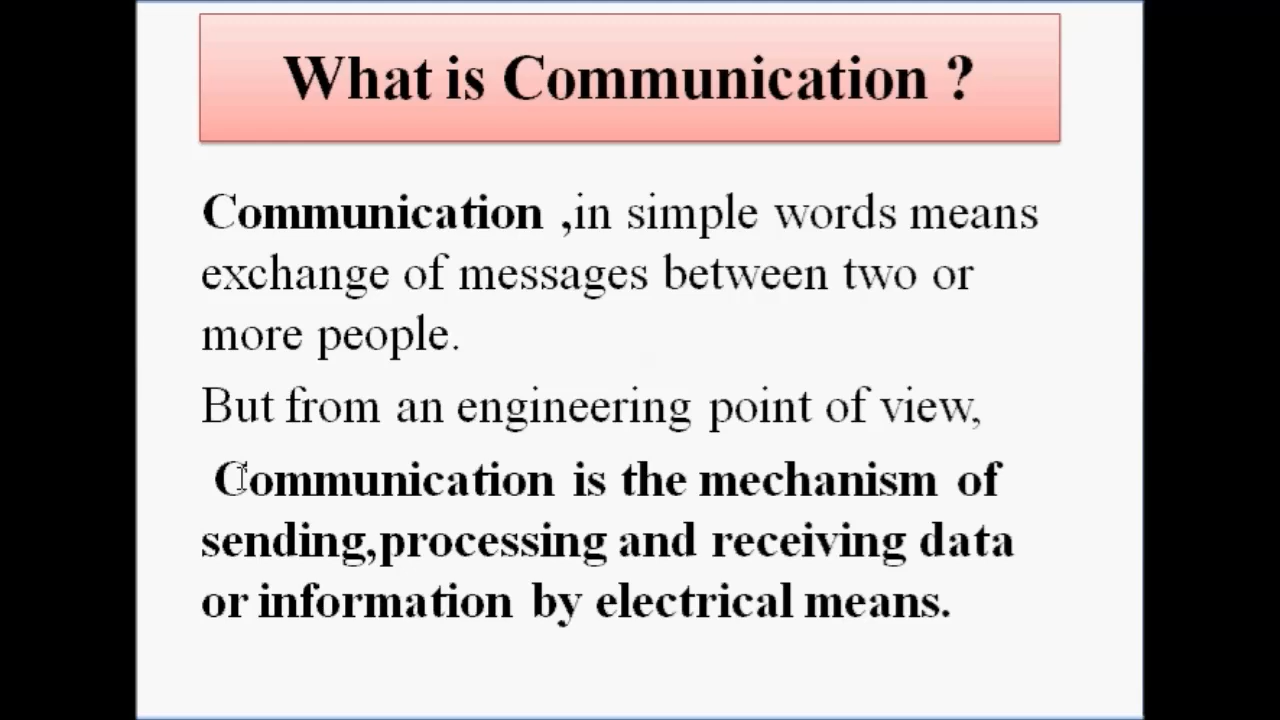 What is Communication ?
Communication ,in simple words means
exchange of messages between two or
more people.
But from an engineering point of view,
Communication is the mechanism of
sending,processing and receiving data
or information by electrical means.